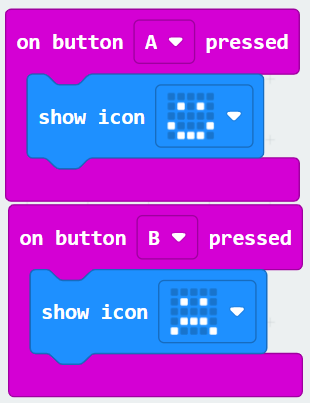 on button A pressed
show icon
on button B pressed
show icon